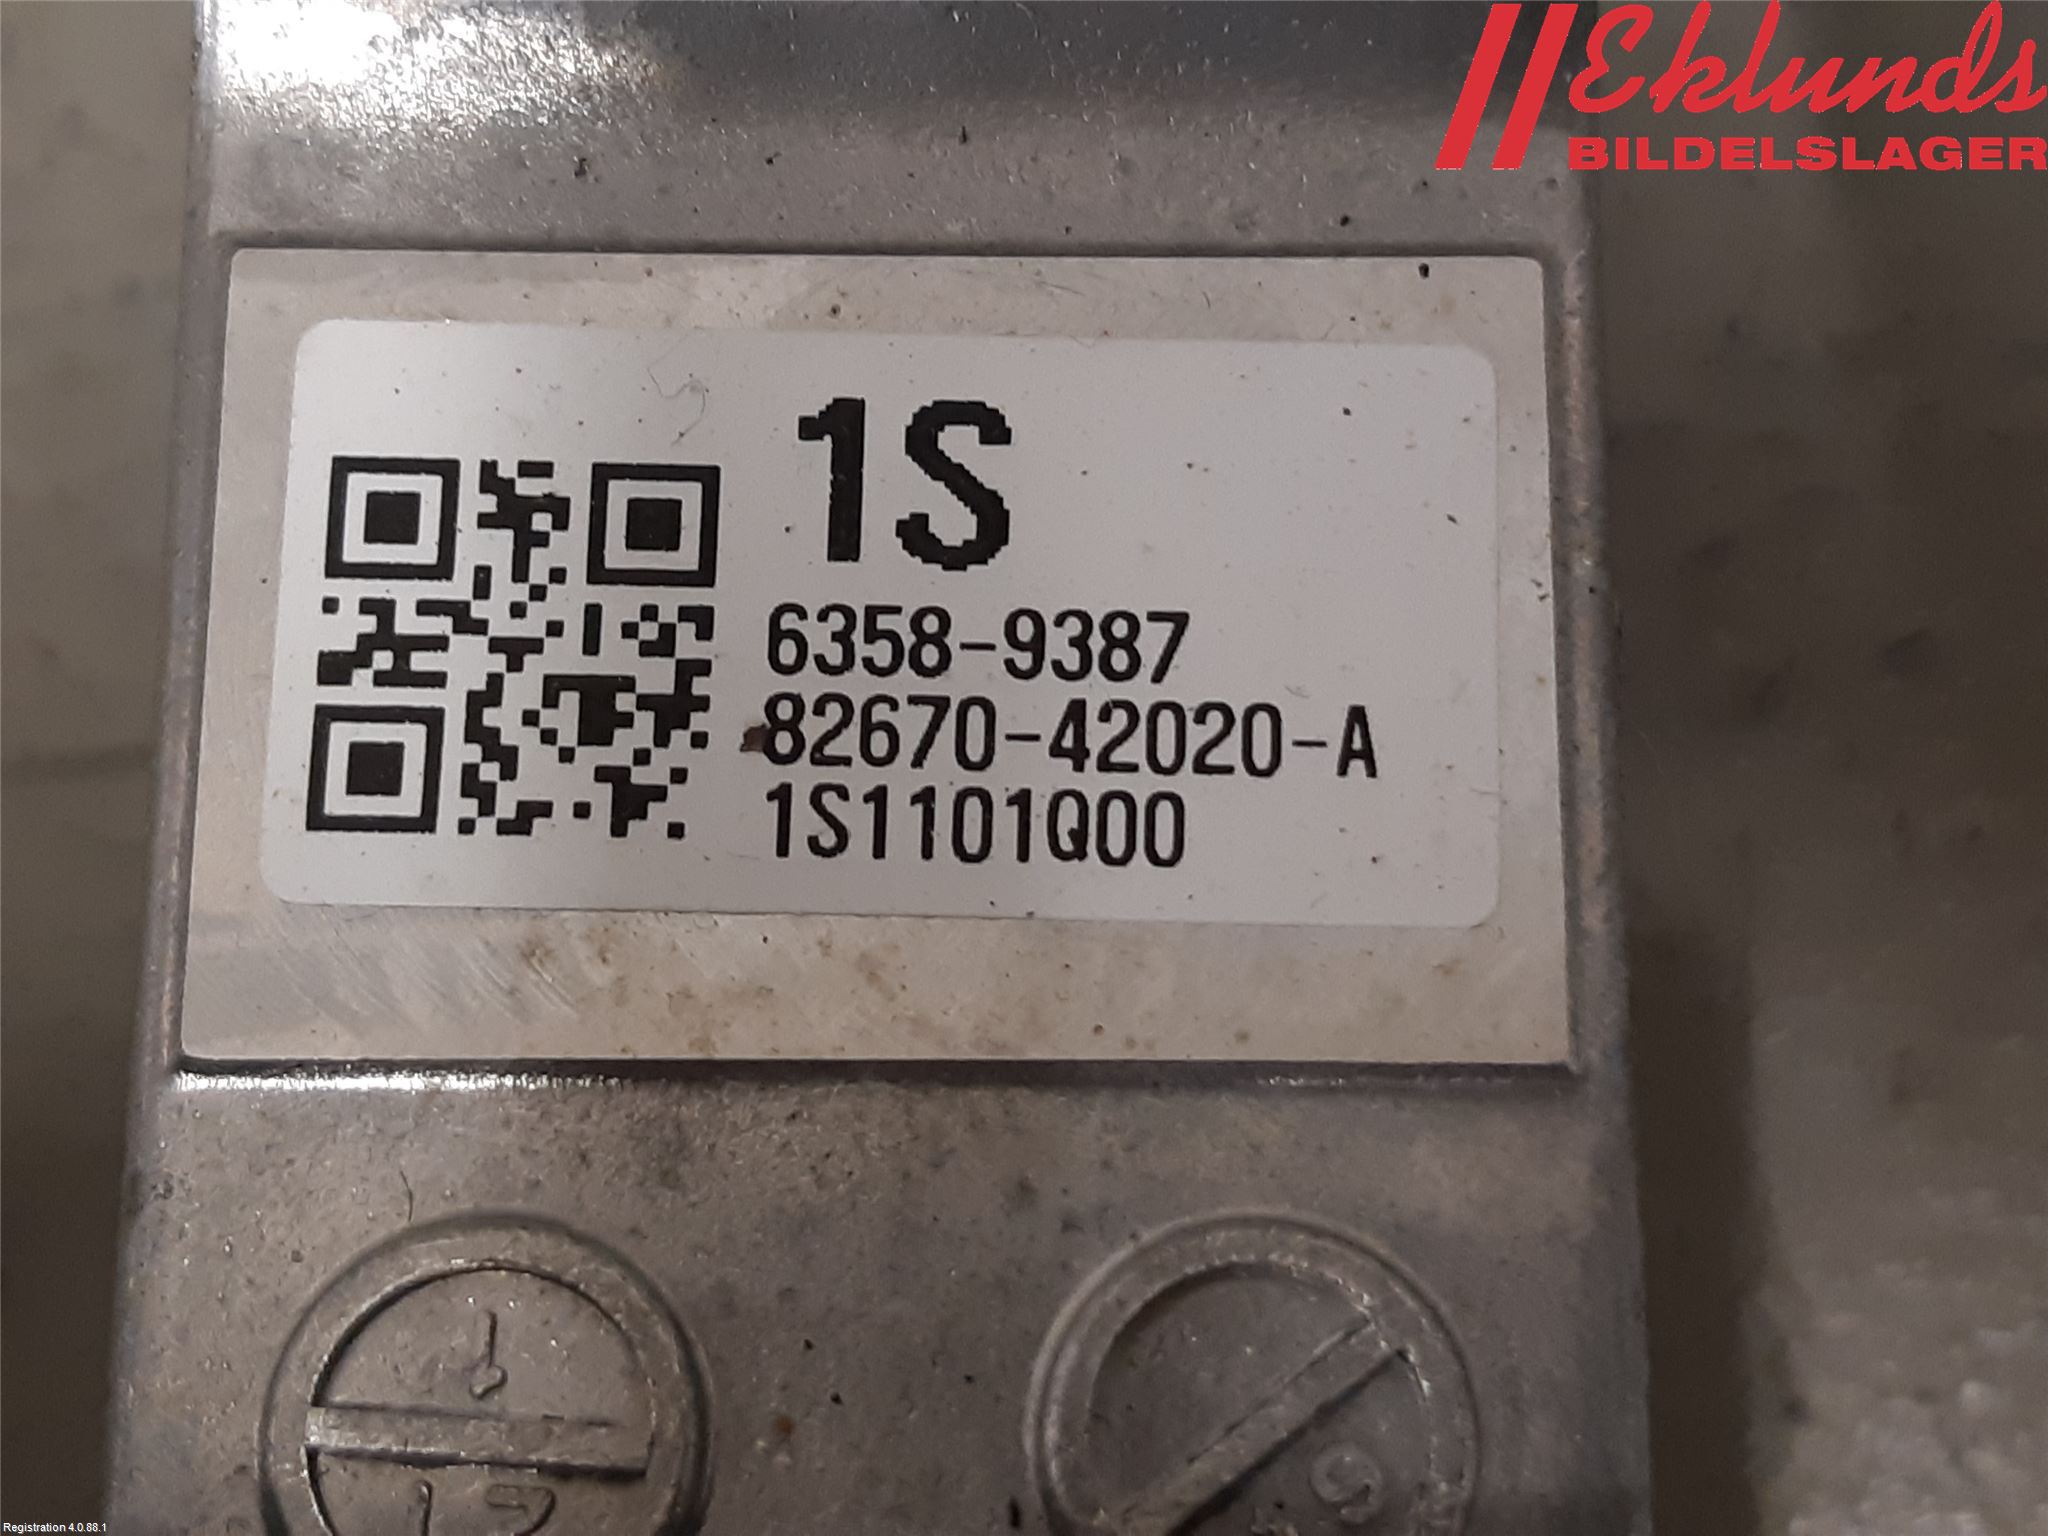 Eklunds
BILDELSLAGER
1S
6358-9387
82670-42020-A
1S1101Q00
Registration 4.0.88.1